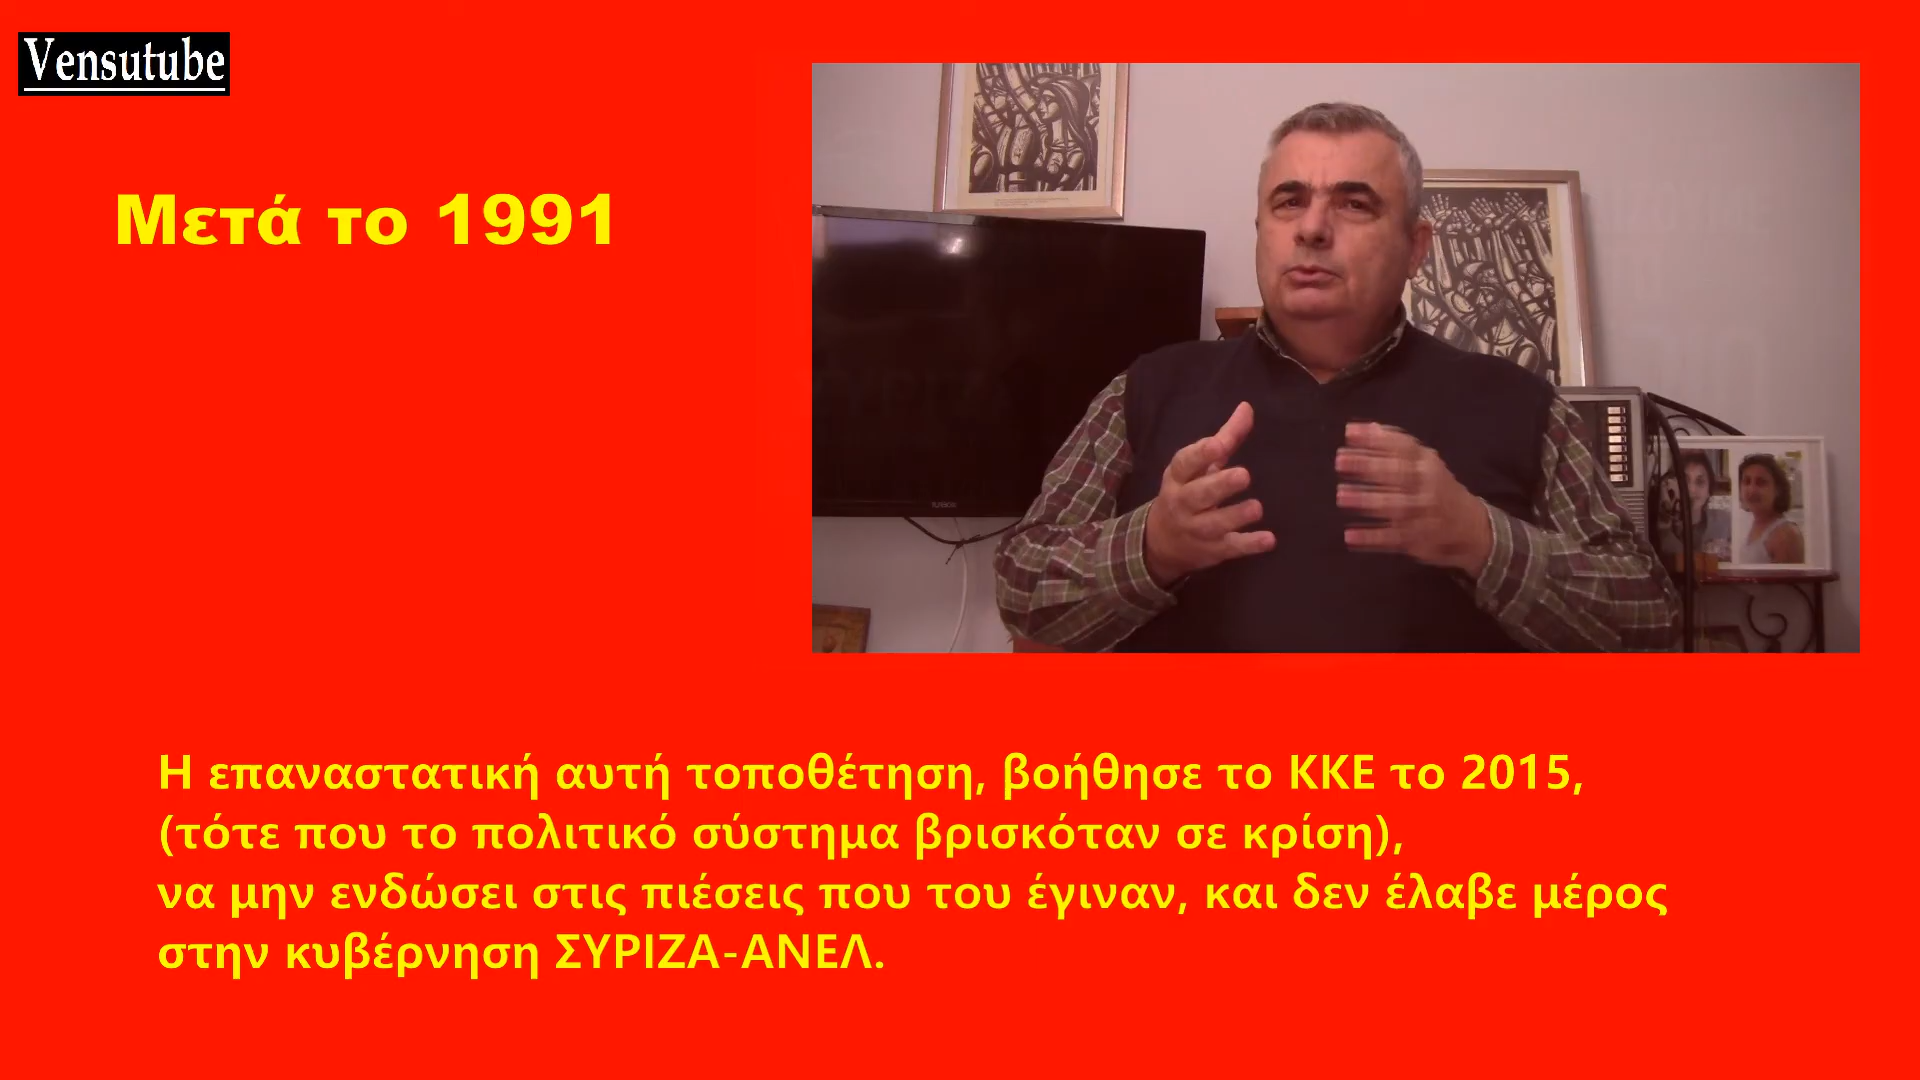 Vensutube
Μετά το 1991
Η επαναστατική αυτή τοποθέτηση, βοήθησε το ΚΚΕ το 2015,
(τότε που το πολιτικό σύστημα βρισκόταν σε κρίση),
να μην ενδώσει στις πιέσεις που του έγιναν, και δεν έλαβε μέρος
στην κυβέρνηση ΣΥΡΙΖΑ-ΑΝΕΛ.